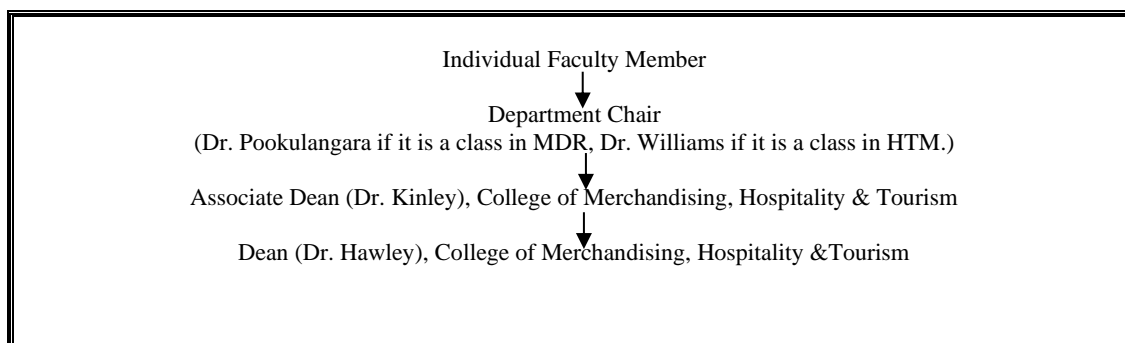 Individual Faculty Member
Department Chair
(Dr. Pookulangara if it is a class in MDR, Dr. Williams if it is a class in HTM.)
Associate Dean (Dr. Kinley), College of Merchandising, Hospitality & Tourism
Dean (Dr. Hawley), College of Merchandising, Hospitality &Tourism